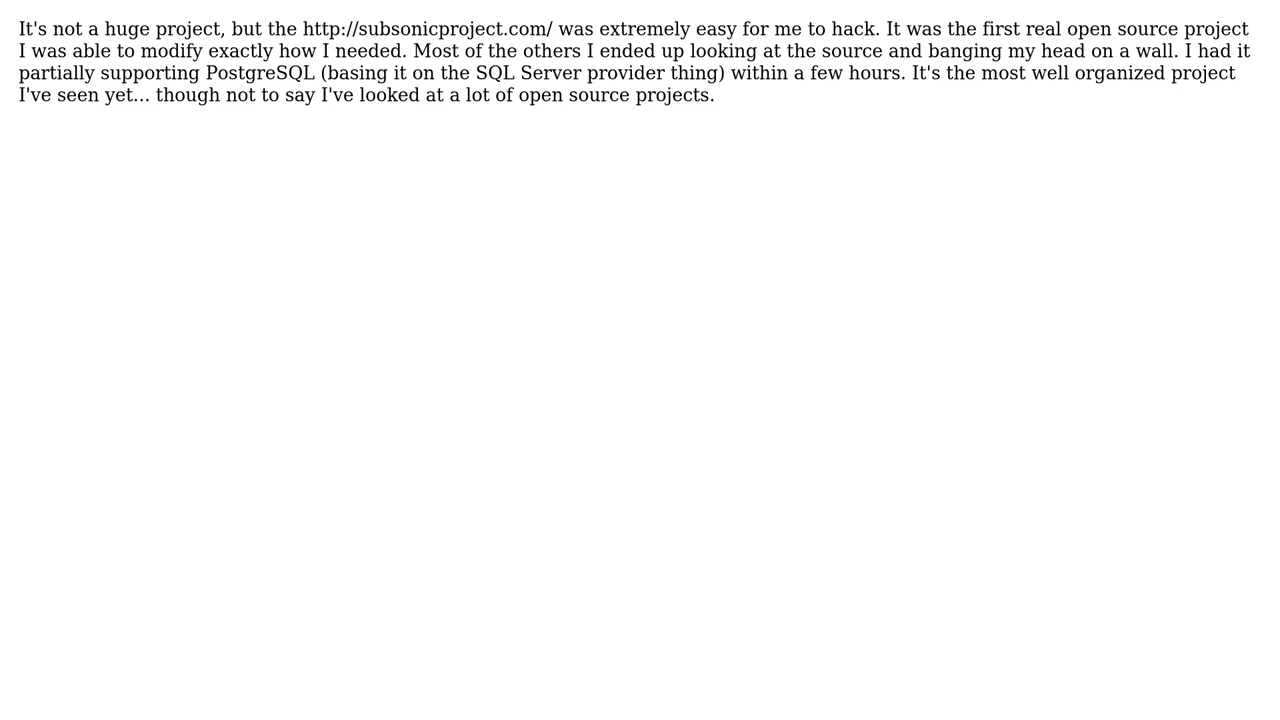 It's not a huge project, but the http://subsonicproject.com/ was extremely easy for me to hack. It was the first real open source project
I was able to modify exactly how I needed. Most of the others I ended up looking at the source and banging my head on a wall. I had it
partially supporting PostgreSQL (basing it on the SQL Server provider thing) within a few hours. It's the most well organized project
I've seen yet... though not to say I've looked at a lot of open source projects.